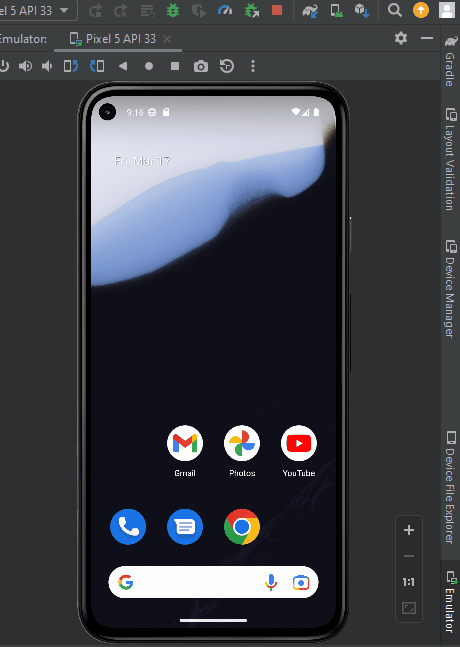 el 5 API 33
Emulator:
Pixel 5 API 33
9:16
Fri, Mar 17
Gmail
Photos
YouTube
1:1
Gradle
Layout Validation
Device Manager
Device File Explorer
Emulator